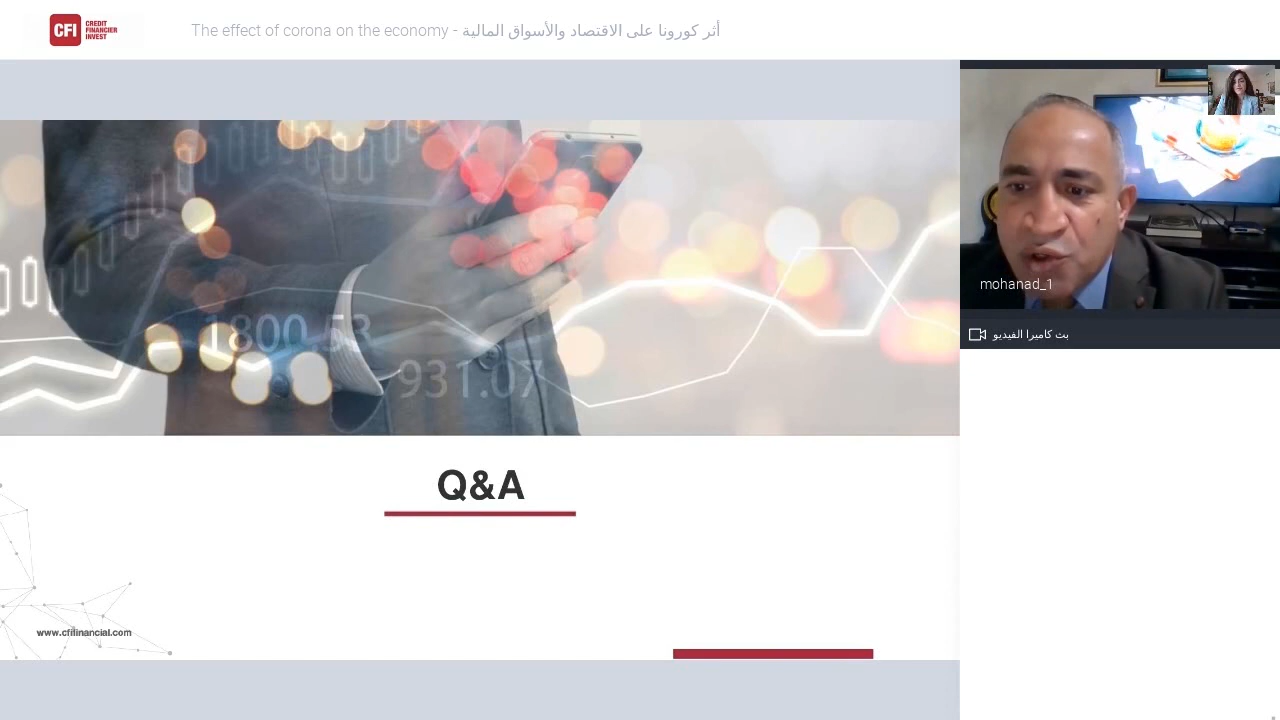 CFI CREDIT
FINANCIER
INVEST
The effect of corona on the economy - أثر كورونا على الاقتصاد والأسواق المالية
mohanad_1
بث كاميرا الفيديو
1800.53
931.07
Q&A
www.cfifinancial.com